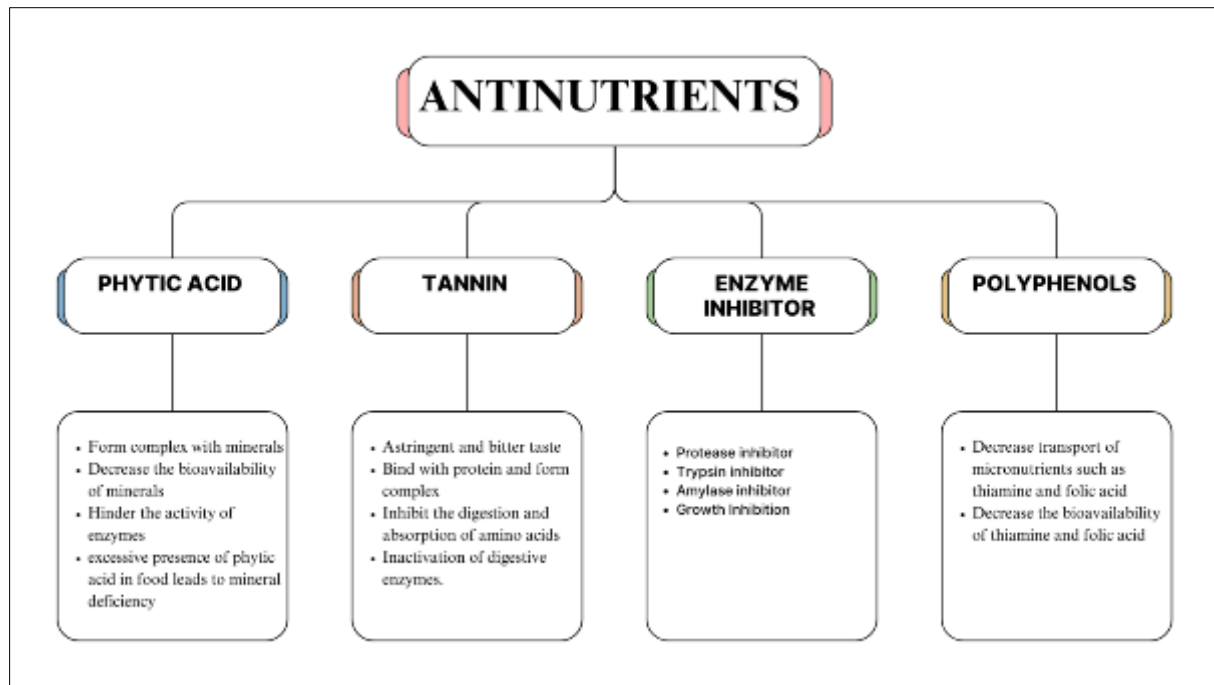 ANTINUTRIENTS
PHYTIC ACID
TANNIN
ENZYME
INHIBITOR
POLYPHENOLS
• Form complex with minerals
• Decrease the bioavailability
of minerals
• Hinder the activity of
enzymes
• excessive presence of phytic
acid in food leads to mineral
deficiency
• Astringent and bitter taste
• Bind with protein and form
complex
• Inhibit the digestion and
absorption of amino acids
• Inactivation of digestive
enzymes.
• Protease inhibitor
• Trypsin inhibitor
• Amylase inhibitor
• Growth Inhibition
• Decrease transport of
micronutrients such as
thiamine and folic acid
• Decrease the bioavailability
of thiamine and folic acid